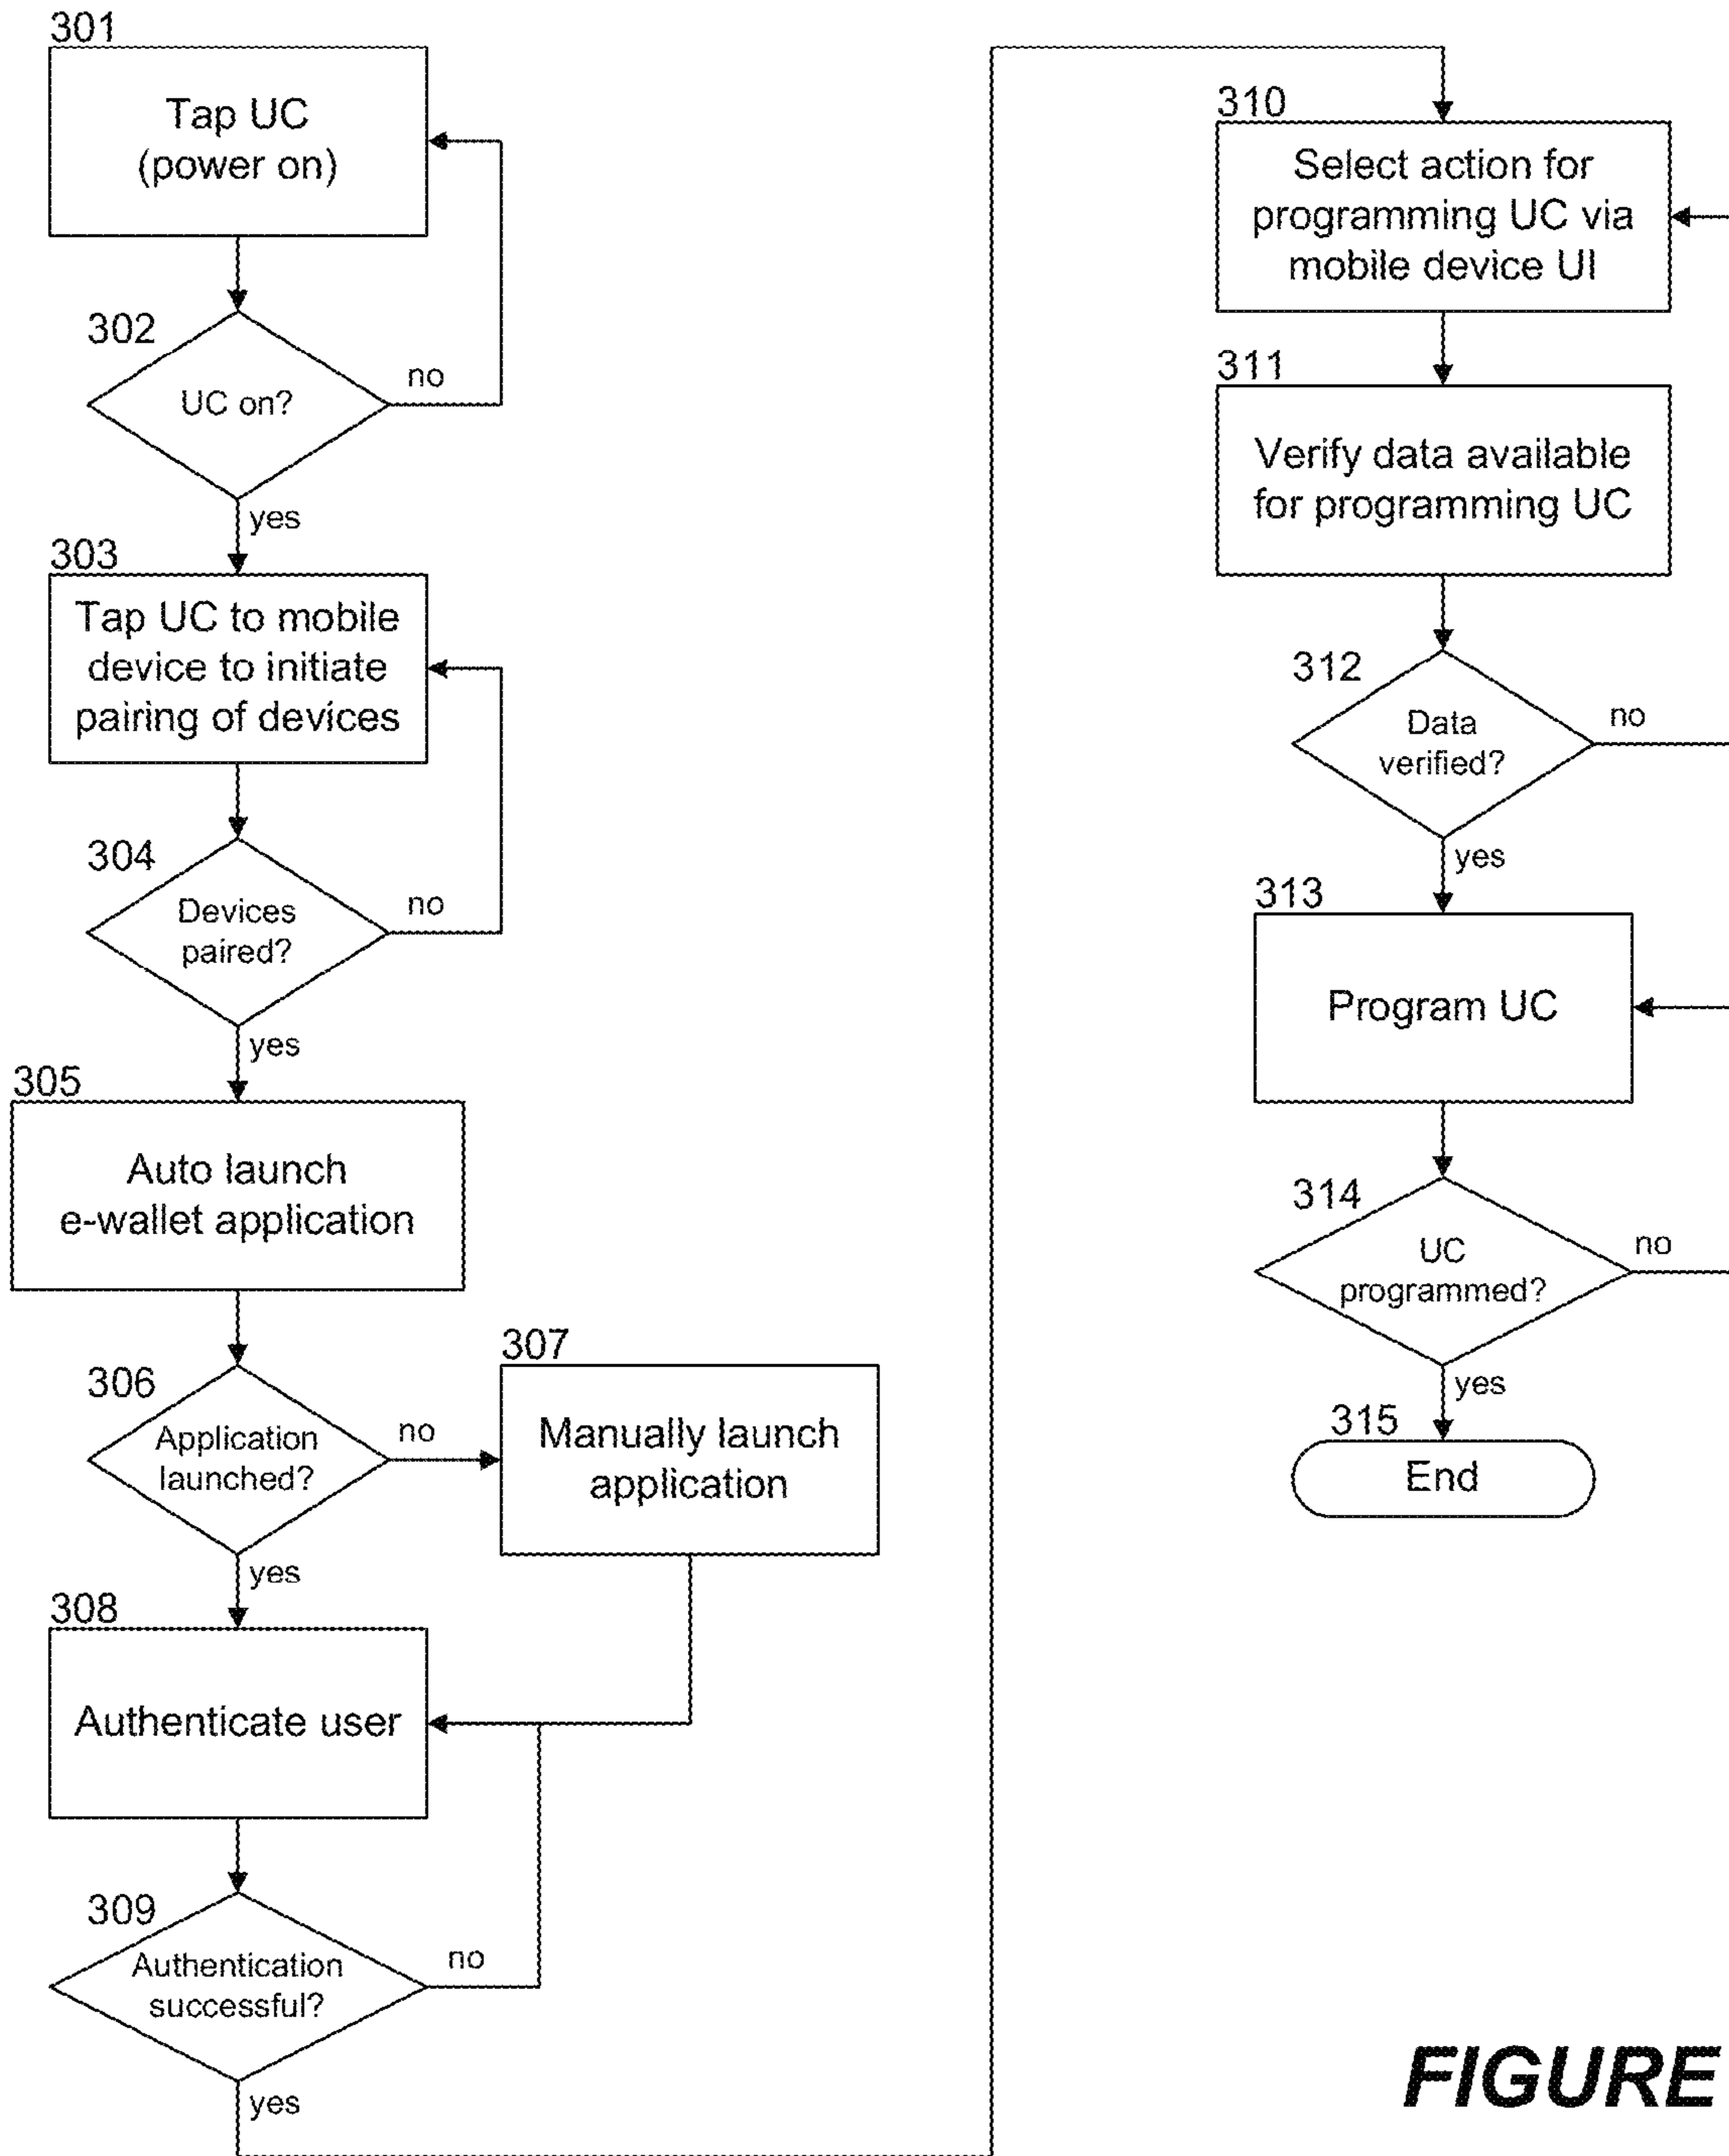 301
Tap UC
(power on)
302
UC on?
no
yes
303
Tap UC to mobile
device to initiate
pairing of devices
304
Devices
paired?
no
yes
305
Auto launch
e-wallet application
306
Application
launched?
no
307
Manually launch
application
yes
308
Authenticate user
309
Authentication
successful?
no
yes
310
Select action for
programming UC via
mobile device UI
311
Verify data available
for programming UC
312
Data
verified?
no
yes
313
Program UC
314
UC
programmed?
no
yes
315
End
FIGURE